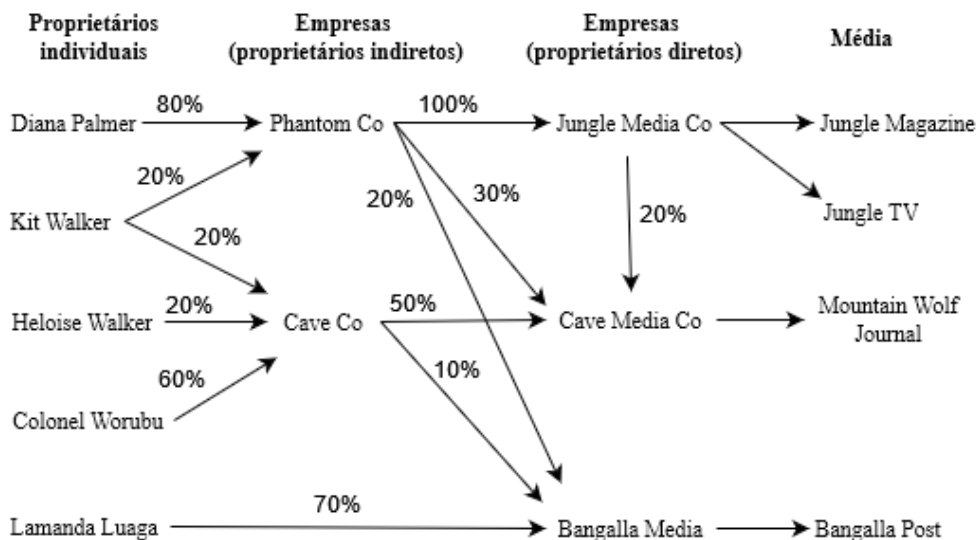 Proprietários
individuais
Empresas
(proprietários indiretos)
Empresas
(proprietários diretos)
Média
80%
100%
Diana Palmer
Phantom Co
Jungle Media Co
Jungle Magazine
20%
30%
20%
Kit Walker
20%
Jungle TV
20%
20%
50%
Heloise Walker
Cave Co
Cave Media Co
Mountain Wolf
Journal
60%
10%
Colonel Worubu
70%
Lamanda Luaga
Bangalla Media
Bangalla Post